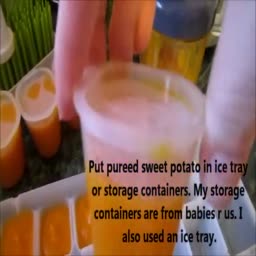 Put pureed sweet potato in ice tray
or storage containers. My storage
containers are from babies r us. I
also used an ice tray.